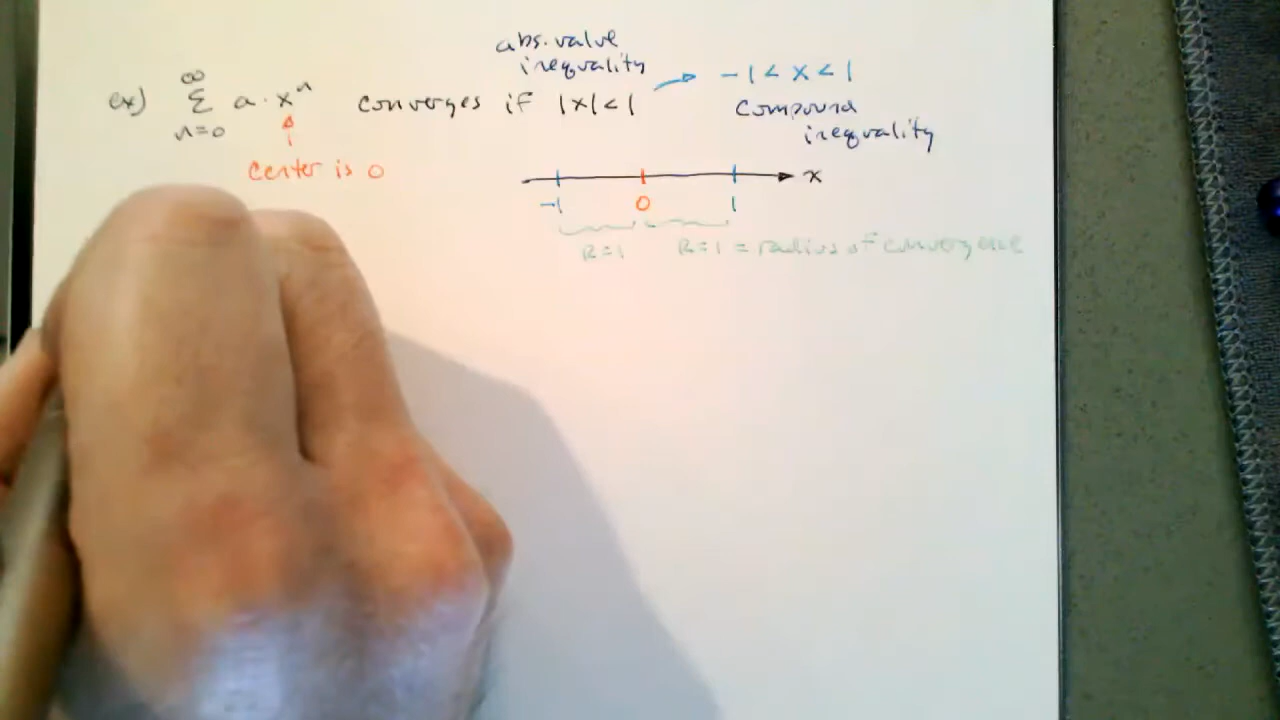 abs. value
inequality
-1 < x < 1
ex) ∞ Σ n=0 a · xⁿ converges if |x| < 1
compound
inequality
center is 0
x
-1 0 1
R=1 R=1 = radius of convergence